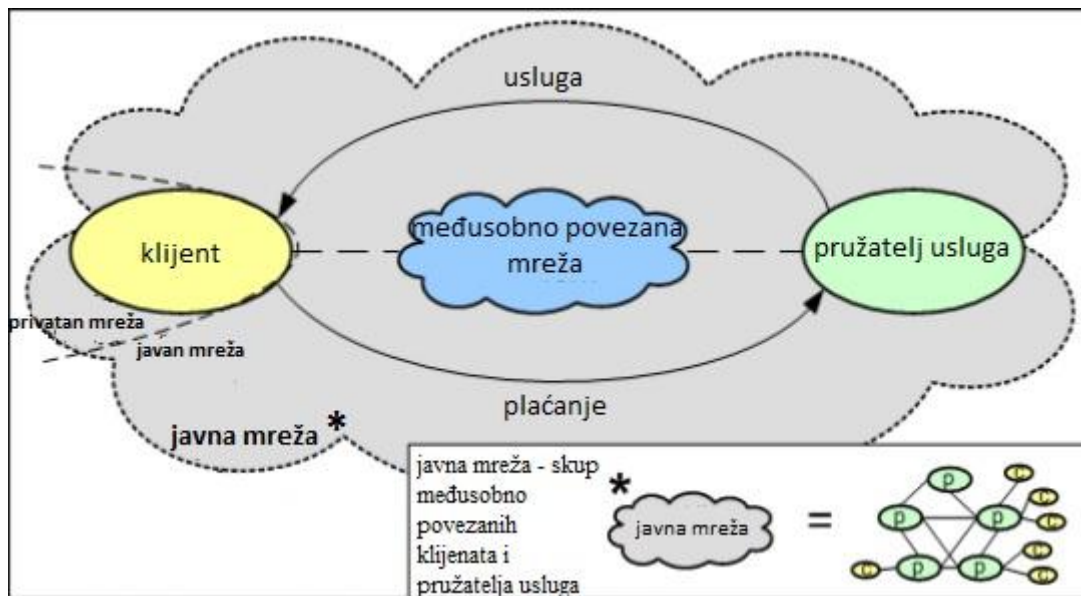 usluga
klijent
međusobno povezana
mreža
pružatelj usluga
privatan mreža
javan mreža
plaćanje
javna mreža *
javna mreža - skup
međusobno
povezanih
klijenata i
pružatelja usluga
*
javna mreža
=
p
p
p
p
p
c
c
c
c
c
c